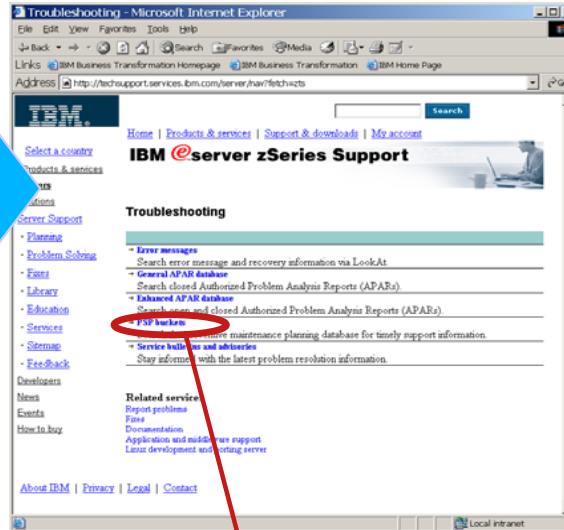 Troubleshooting - Microsoft Internet Explorer
File Edit View Favorites Tools Help
Back Search Favorites Media
Links IBM Business Transformation Homepage IBM Business Transformation IBM Home Page
Address http://techsupport.services.ibm.com/server/nav?fetch=zts
IBM.
Search
Home | Products & services | Support & downloads | My account
IBM eserver zSeries Support
Select a country
Products & services
Server Support
· Planning
· Problem Solving
· Fixes
· Library
· Education
· Services
· Sitemap
· Feedback
Developers
News
Events
How to buy
Troubleshooting
Error messages
Search error message and recovery information via LookAt.
General APAR database
Search closed Authorized Problem Analysis Reports (APARs).
Enhanced APAR database
Search open and closed Authorized Problem Analysis Reports (APARs).
PSP buckets
maintenance planning database for timely support information.
Service bulletins and advisories
Stay informed with the latest problem resolution information.
Related services
Report problems
Fixes
Documentation
Application and middleware support
Linux development and porting server
About IBM | Privacy | Legal | Contact
Local intranet